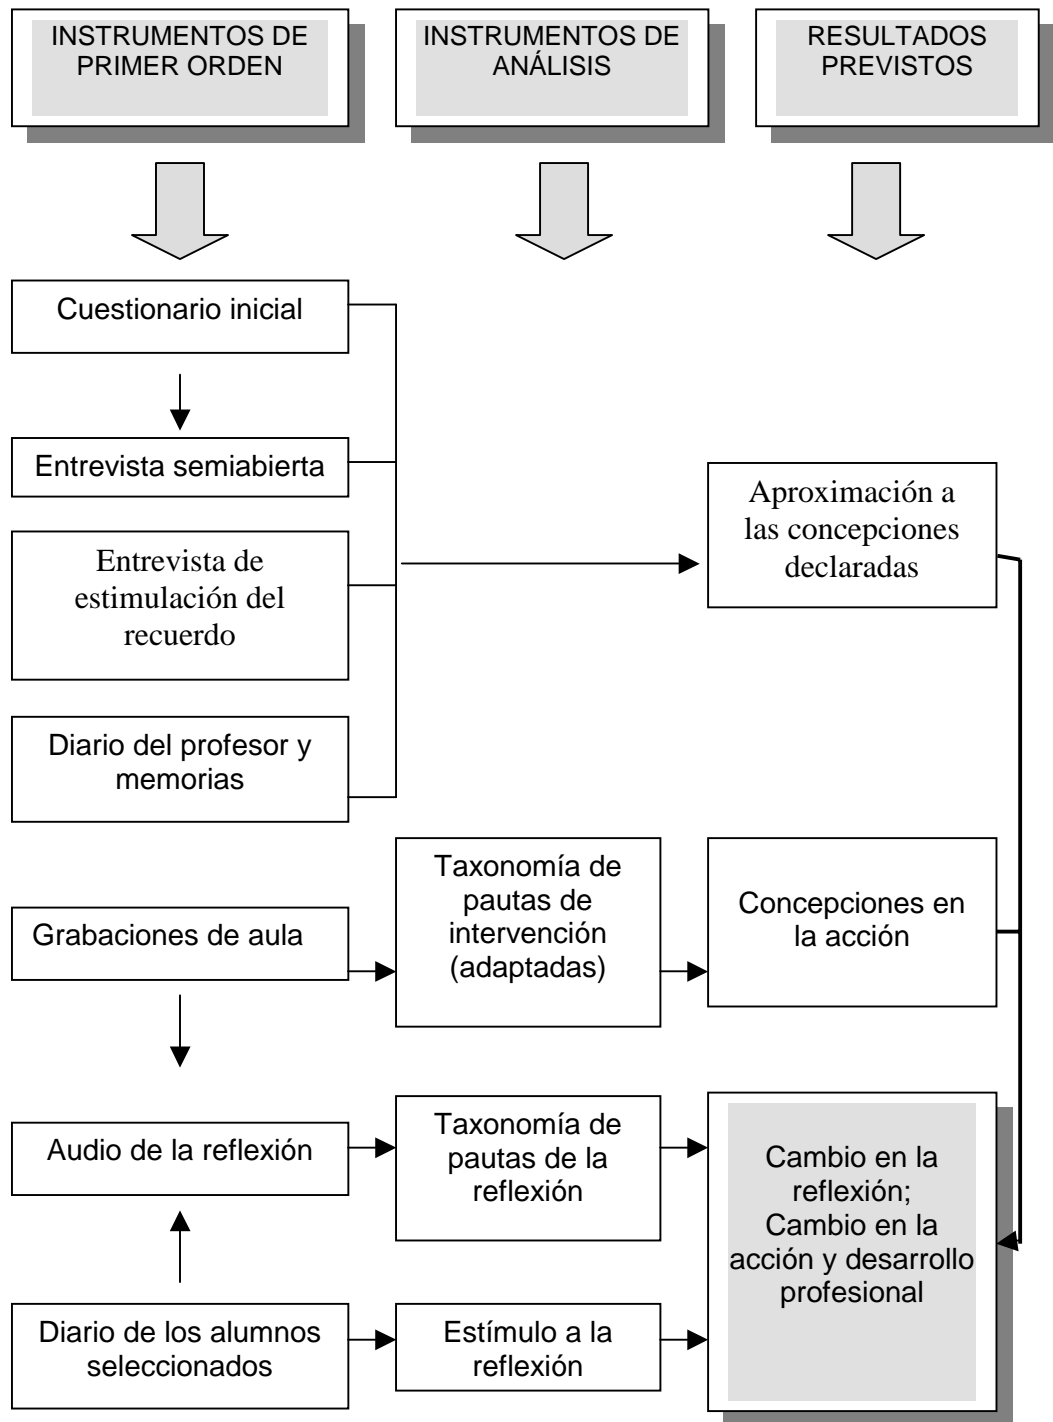 INSTRUMENTOS DE
PRIMER ORDEN
INSTRUMENTOS DE
ANÁLISIS
RESULTADOS
PREVISTOS
Cuestionario inicial
Entrevista semiabierta
Entrevista de
estimulación del
recuerdo
Diario del profesor y
memorias
Aproximación a
las concepciones
declaradas
Grabaciones de aula
Taxonomía de
pautas de
intervención
(adaptadas)
Concepciones en
la acción
Audio de la reflexión
Taxonomía de
pautas de la
reflexión
Cambio en la
reflexión;
Cambio en la
acción y desarrollo
profesional
Diario de los alumnos
seleccionados
Estímulo a la
reflexión